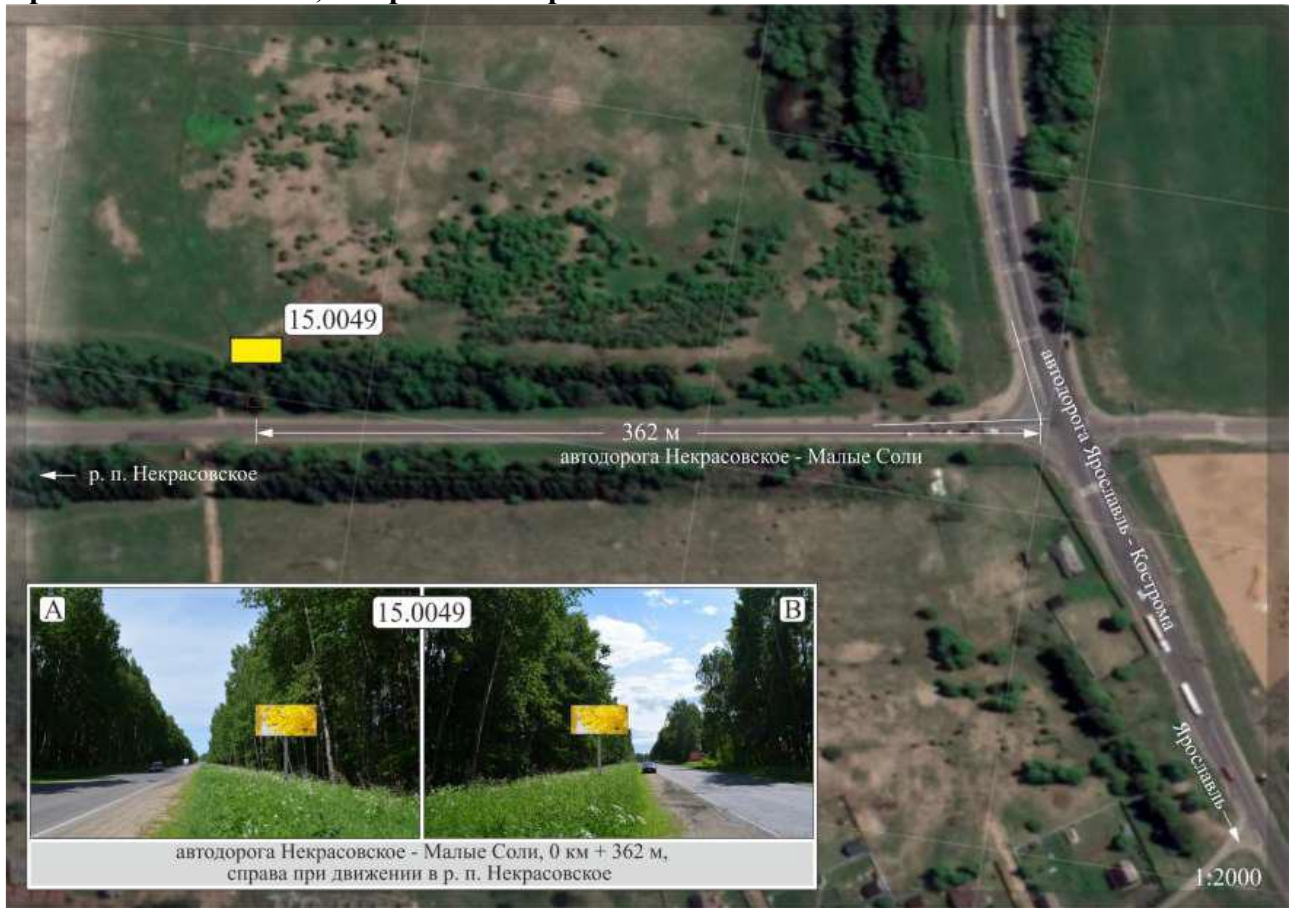 15.0049
362 м
автодорога Некрасовское - Малые Соли
← р. п. Некрасовское
автодорога Ярославль - Кострома
Ярославль
A
15.0049
B
автодорога Некрасовское - Малые Соли, 0 км + 362 м,
справа при движении в р. п. Некрасовское
1:2000